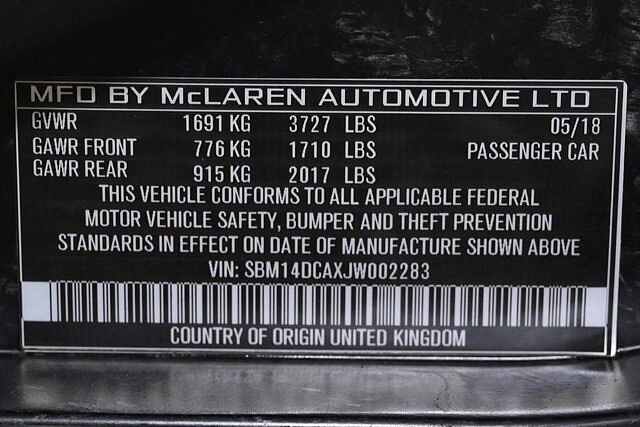 MFD BY McLAREN AUTOMOTIVE LTD
GVWR 1691 KG 3727 LBS 05/18
GAWR FRONT 776 KG 1710 LBS PASSENGER CAR
GAWR REAR 915 KG 2017 LBS
THIS VEHICLE CONFORMS TO ALL APPLICABLE FEDERAL
MOTOR VEHICLE SAFETY, BUMPER AND THEFT PREVENTION
STANDARDS IN EFFECT ON DATE OF MANUFACTURE SHOWN ABOVE
VIN: SBM14DCAXJW002283
COUNTRY OF ORIGIN UNITED KINGDOM